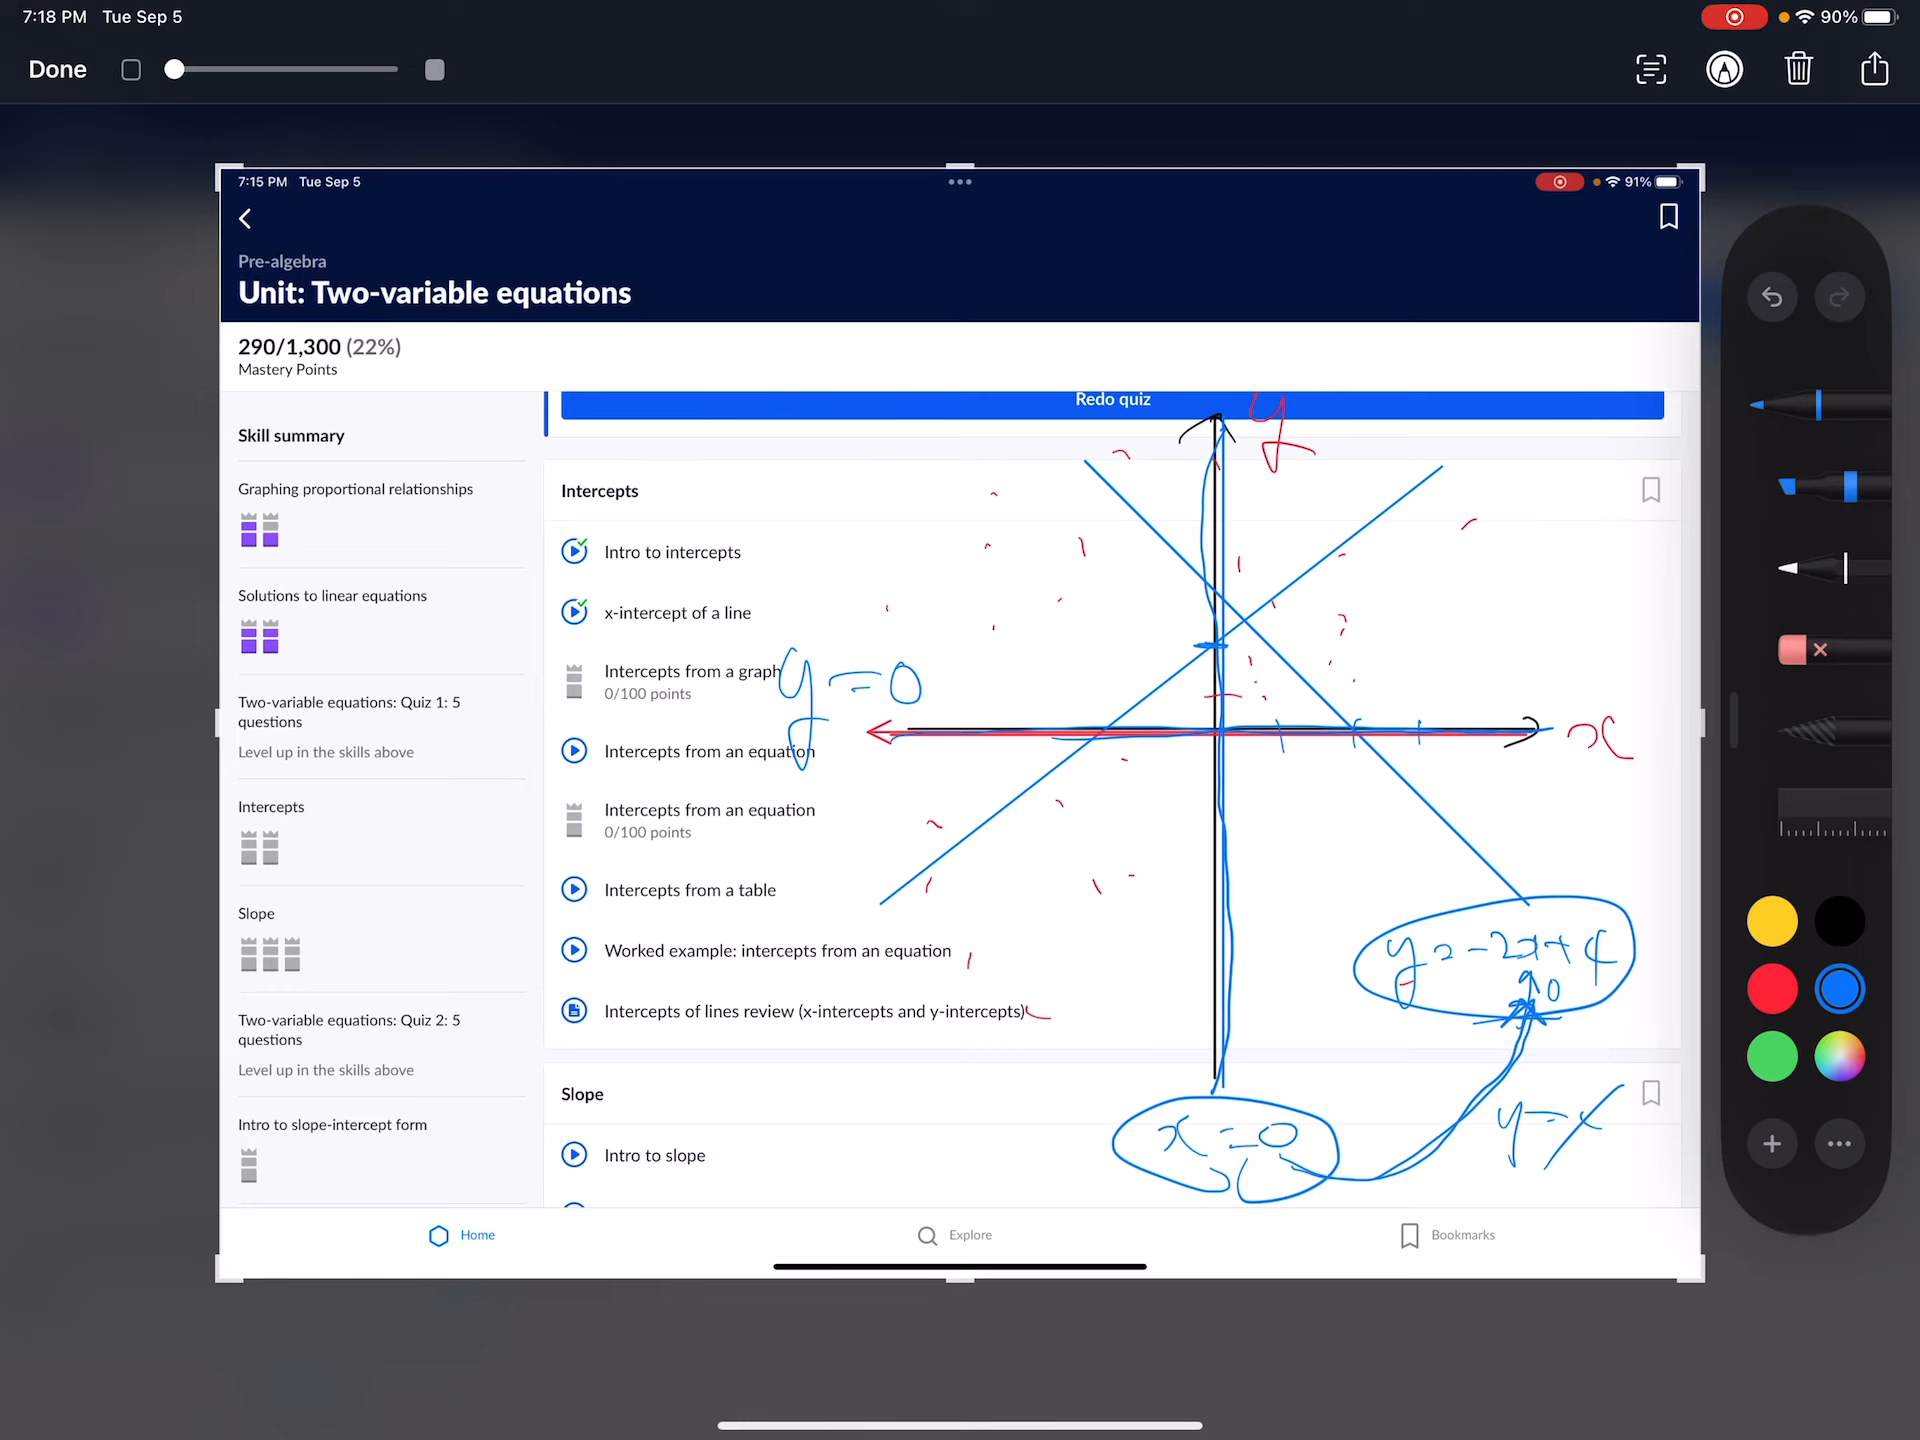 7:18 PM Tue Sep 5
90%
Done
7:15 PM Tue Sep 5
91%
Pre-algebra
Unit: Two-variable equations
290/1,300 (22%)
Mastery Points
Redo quiz
y
Skill summary
Graphing proportional relationships
Solutions to linear equations
Two-variable equations: Quiz 1: 5
questions
Level up in the skills above
Intercepts
Slope
Two-variable equations: Quiz 2: 5
questions
Level up in the skills above
Intro to slope-intercept form
Intercepts
Intro to intercepts
x-intercept of a line
Intercepts from a graph
0/100 points
y = 0
Intercepts from an equation
x
Intercepts from an equation
0/100 points
Intercepts from a table
Worked example: intercepts from an equation
y = -2x + 4
0
Intercepts of lines review (x-intercepts and y-intercepts)
Slope
x = 0
y = x
Intro to slope
Home
Explore
Bookmarks